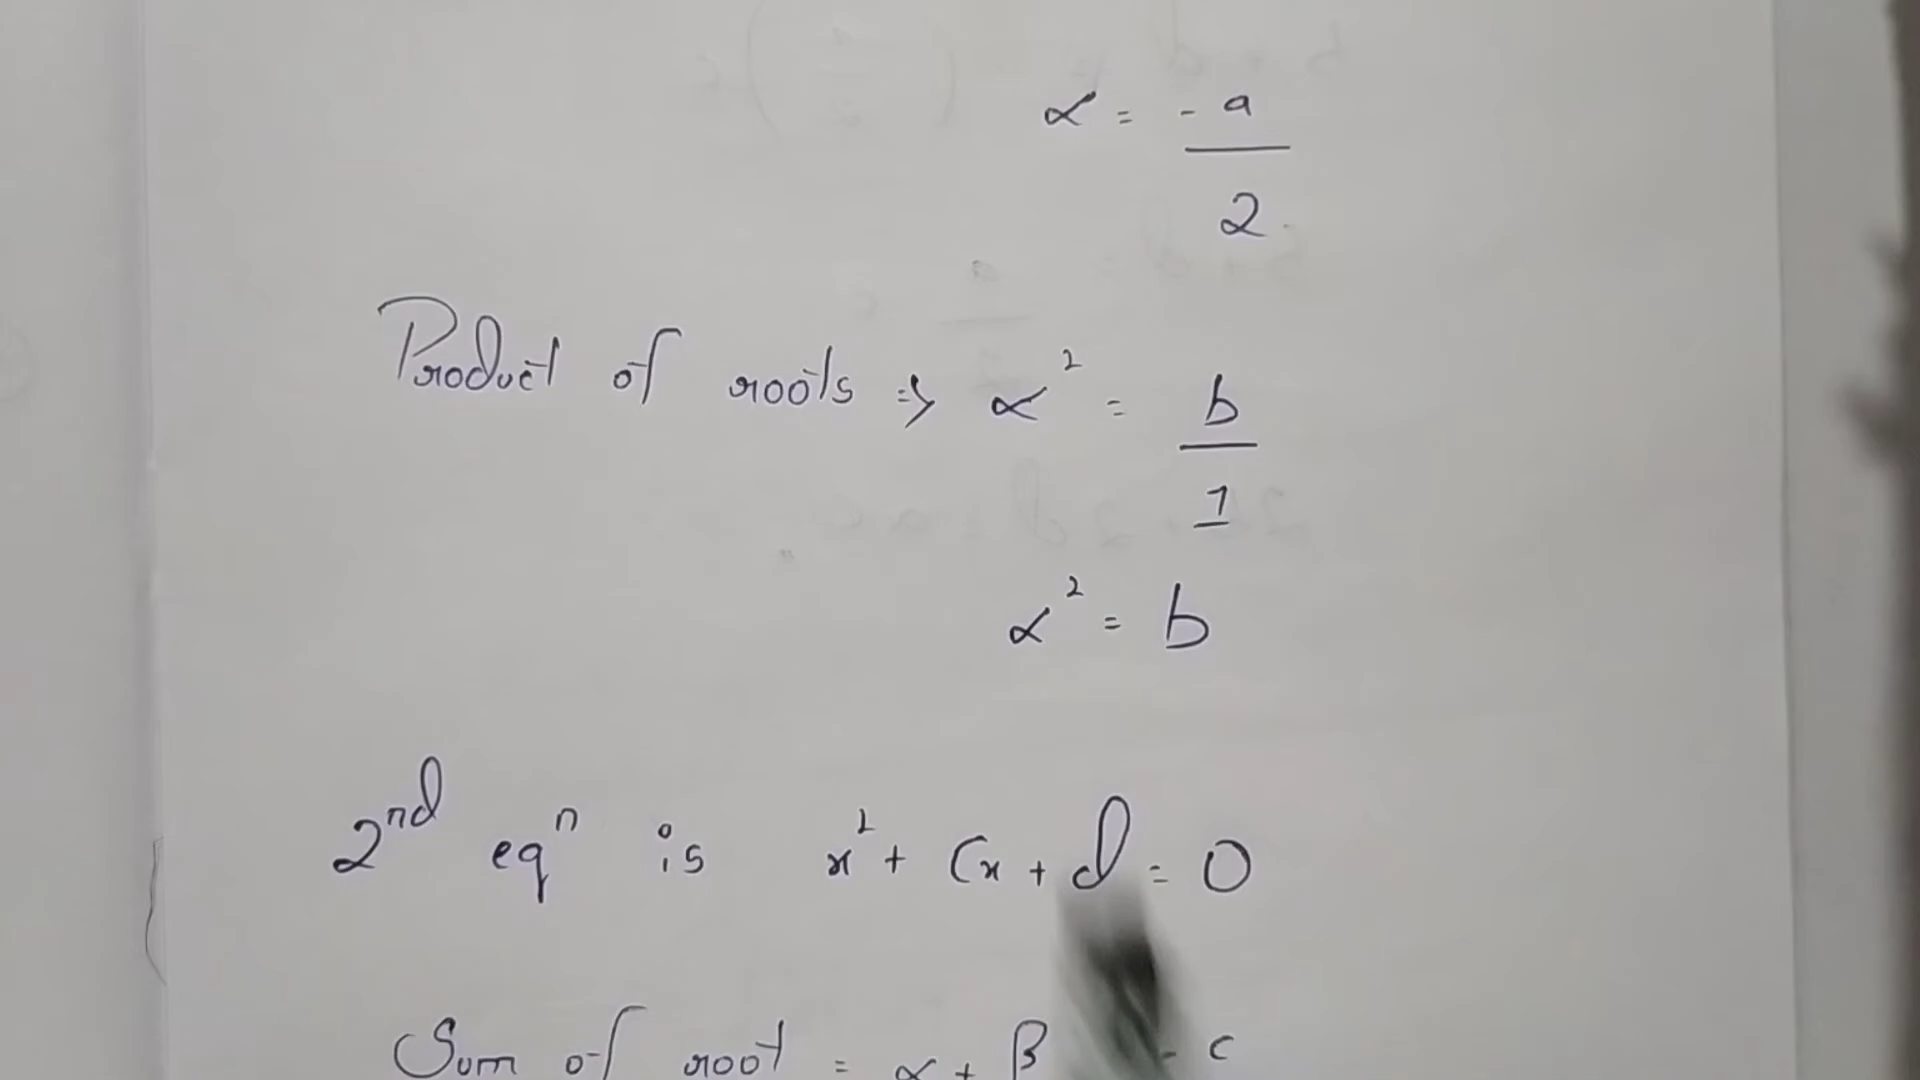 α = -a/2
Product of roots ⇒ α² = b/1
α² = b
2nd eqn is x² + Cx + d = 0
Sum of root = α + β - c